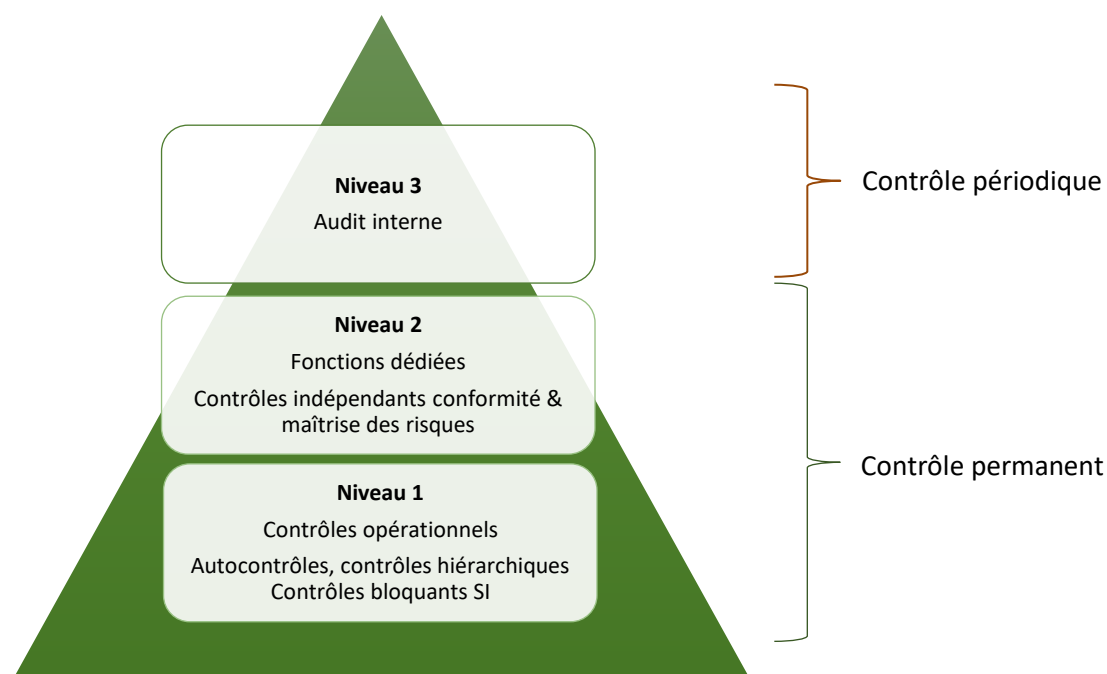 Niveau 3
Audit interne
Contrôle périodique
Niveau 2
Fonctions dédiées
Contrôles indépendants conformité &
maîtrise des risques
Niveau 1
Contrôles opérationnels
Autocontrôles, contrôles hiérarchiques
Contrôles bloquants SI
Contrôle permanent